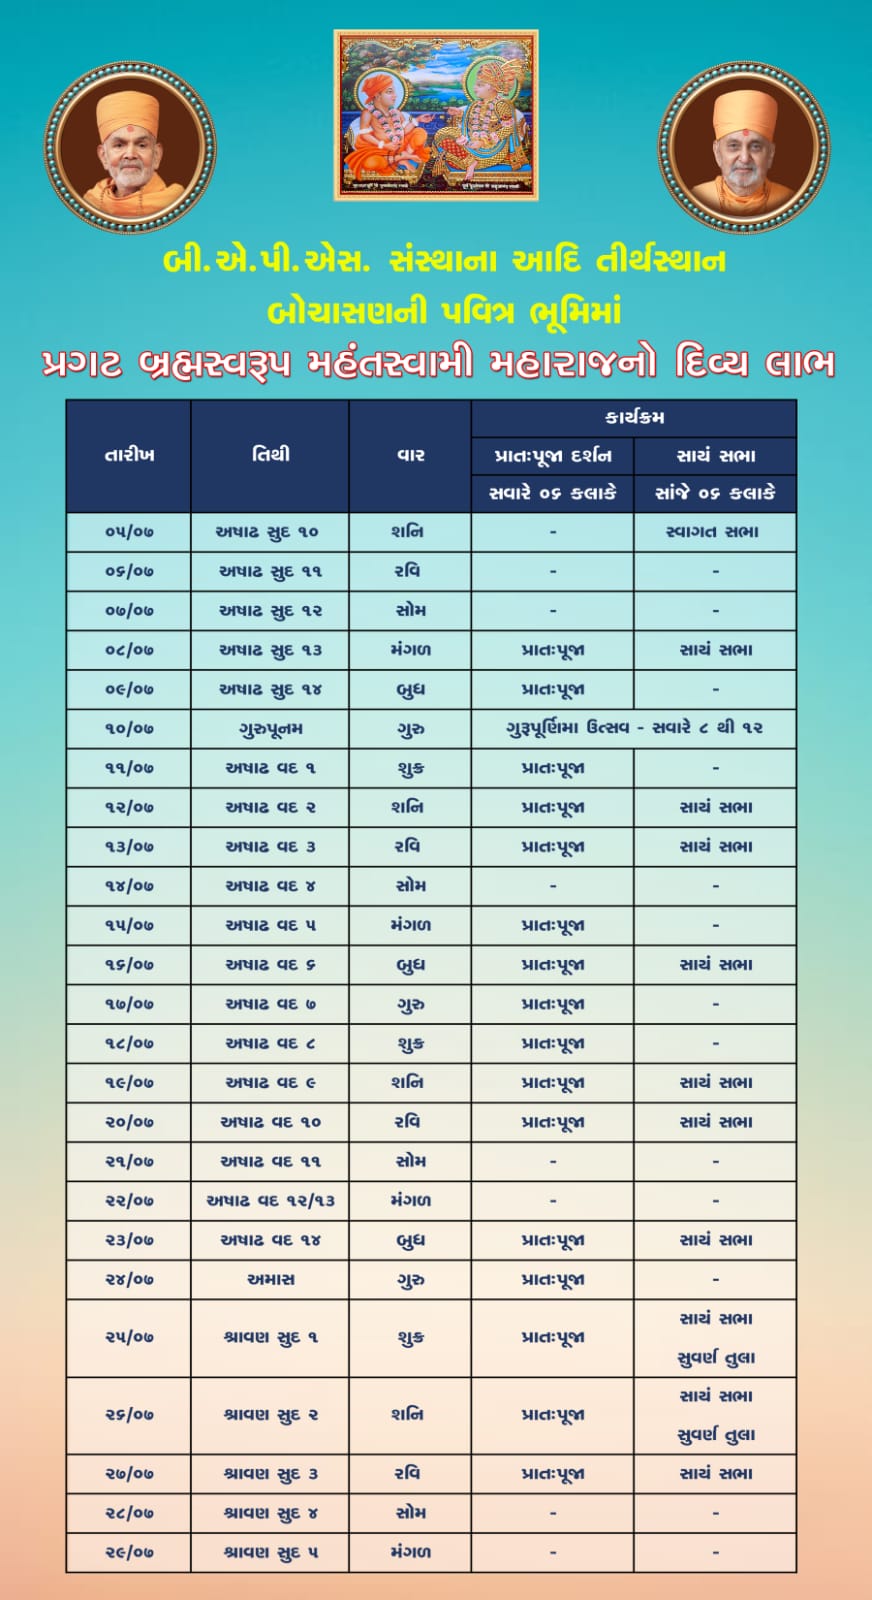 બી.એ.પી.એસ. સંસ્થાના આદિ તીર્થસ્થાન
બોચાસણની પવિત્ર ભૂમિમાં
પ્રગટ બ્રહ્મસ્વરૂપ મહંતસ્વામી મહારાજનો દિવ્ય લાભ
તારીખ તિથી વાર કાર્યક્રમ
પ્રાતઃપૂજા દર્શન સાયં સભા
સવારે ૦૬ કલાકે સાંજે ૦૬ કલાકે
૦૫/૦૭ અષાઢ સુદ ૧૦ શનિ - સ્વાગત સભા
૦૬/૦૭ અષાઢ સુદ ૧૧ રવિ - -
૦૭/૦૭ અષાઢ સુદ ૧૨ સોમ - -
૦૮/૦૭ અષાઢ સુદ ૧૩ મંગળ પ્રાતઃપૂજા સાયં સભા
૦૯/૦૭ અષાઢ સુદ ૧૪ બુધ પ્રાતઃપૂજા -
૧૦/૦૭ ગુરુપૂનમ ગુરુ ગુરૂપૂર્ણિમા ઉત્સવ - સવારે ૮ થી ૧૨
૧૧/૦૭ અષાઢ વદ ૧ શુક્ર પ્રાતઃપૂજા -
૧૨/૦૭ અષાઢ વદ ૨ શનિ પ્રાતઃપૂજા સાયં સભા
૧૩/૦૭ અષાઢ વદ ૩ રવિ પ્રાતઃપૂજા સાયં સભા
૧૪/૦૭ અષાઢ વદ ૪ સોમ - -
૧૫/૦૭ અષાઢ વદ ૫ મંગળ પ્રાતઃપૂજા -
૧૬/૦૭ અષાઢ વદ ૬ બુધ પ્રાતઃપૂજા સાયં સભા
૧૭/૦૭ અષાઢ વદ ૭ ગુરુ પ્રાતઃપૂજા -
૧૮/૦૭ અષાઢ વદ ૮ શુક્ર પ્રાતઃપૂજા -
૧૯/૦૭ અષાઢ વદ ૯ શનિ પ્રાતઃપૂજા સાયં સભા
૨૦/૦૭ અષાઢ વદ ૧૦ રવિ પ્રાતઃપૂજા સાયં સભા
૨૧/૦૭ અષાઢ વદ ૧૧ સોમ - -
૨૨/૦૭ અષાઢ વદ ૧૨/૧૩ મંગળ - -
૨૩/૦૭ અષાઢ વદ ૧૪ બુધ પ્રાતઃપૂજા સાયં સભા
૨૪/૦૭ અમાસ ગુરુ પ્રાતઃપૂજા -
૨૫/૦૭ શ્રાવણ સુદ ૧ શુક્ર પ્રાતઃપૂજા સાયં સભા
સુવર્ણ તુલા
૨૬/૦૭ શ્રાવણ સુદ ૨ શનિ પ્રાતઃપૂજા સાયં સભા
સુવર્ણ તુલા
૨૭/૦૭ શ્રાવણ સુદ ૩ રવિ પ્રાતઃપૂજા સાયં સભા
૨૮/૦૭ શ્રાવણ સુદ ૪ સોમ - -
૨૯/૦૭ શ્રાવણ સુદ ૫ મંગળ - -